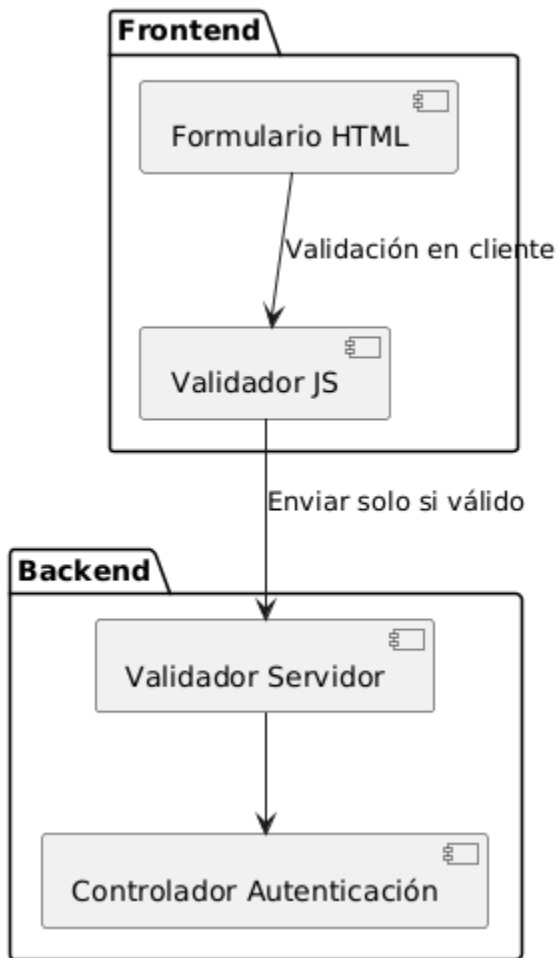 Frontend
Formulario HTML
Validación en cliente
Validador JS
Enviar solo si válido
Backend
Validador Servidor
Controlador Autenticación